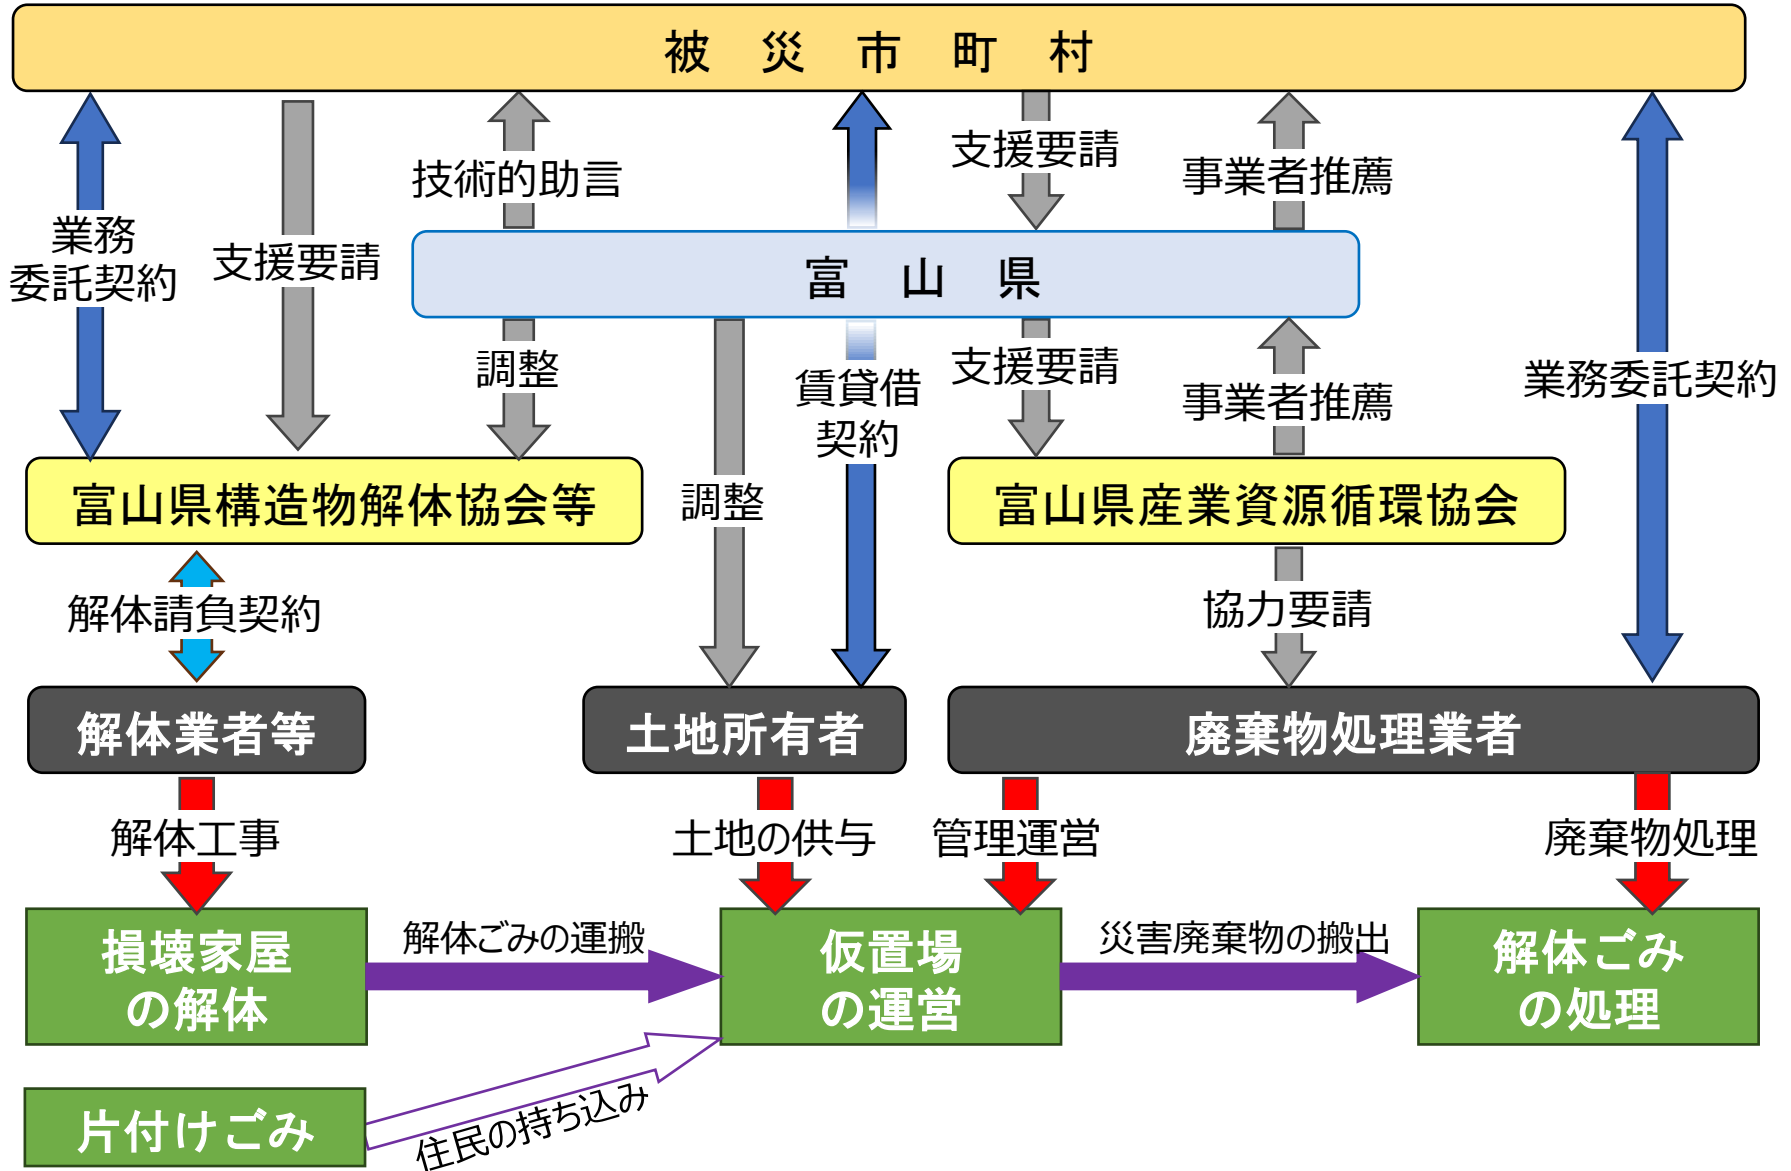 被災市町村
業務
委託契約
支援要請
技術的助言
支援要請
事業者推薦
業務委託契約
富山県
調整
調整
賃貸借
契約
支援要請
事業者推薦
富山県構造物解体協会等
富山県産業資源循環協会
解体請負契約
協力要請
解体業者等
土地所有者
廃棄物処理業者
解体工事
土地の供与
管理運営
廃棄物処理
損壊家屋
の解体
解体ごみの運搬
仮置場
の運営
災害廃棄物の搬出
解体ごみ
の処理
片付けごみ
住民の持ち込み